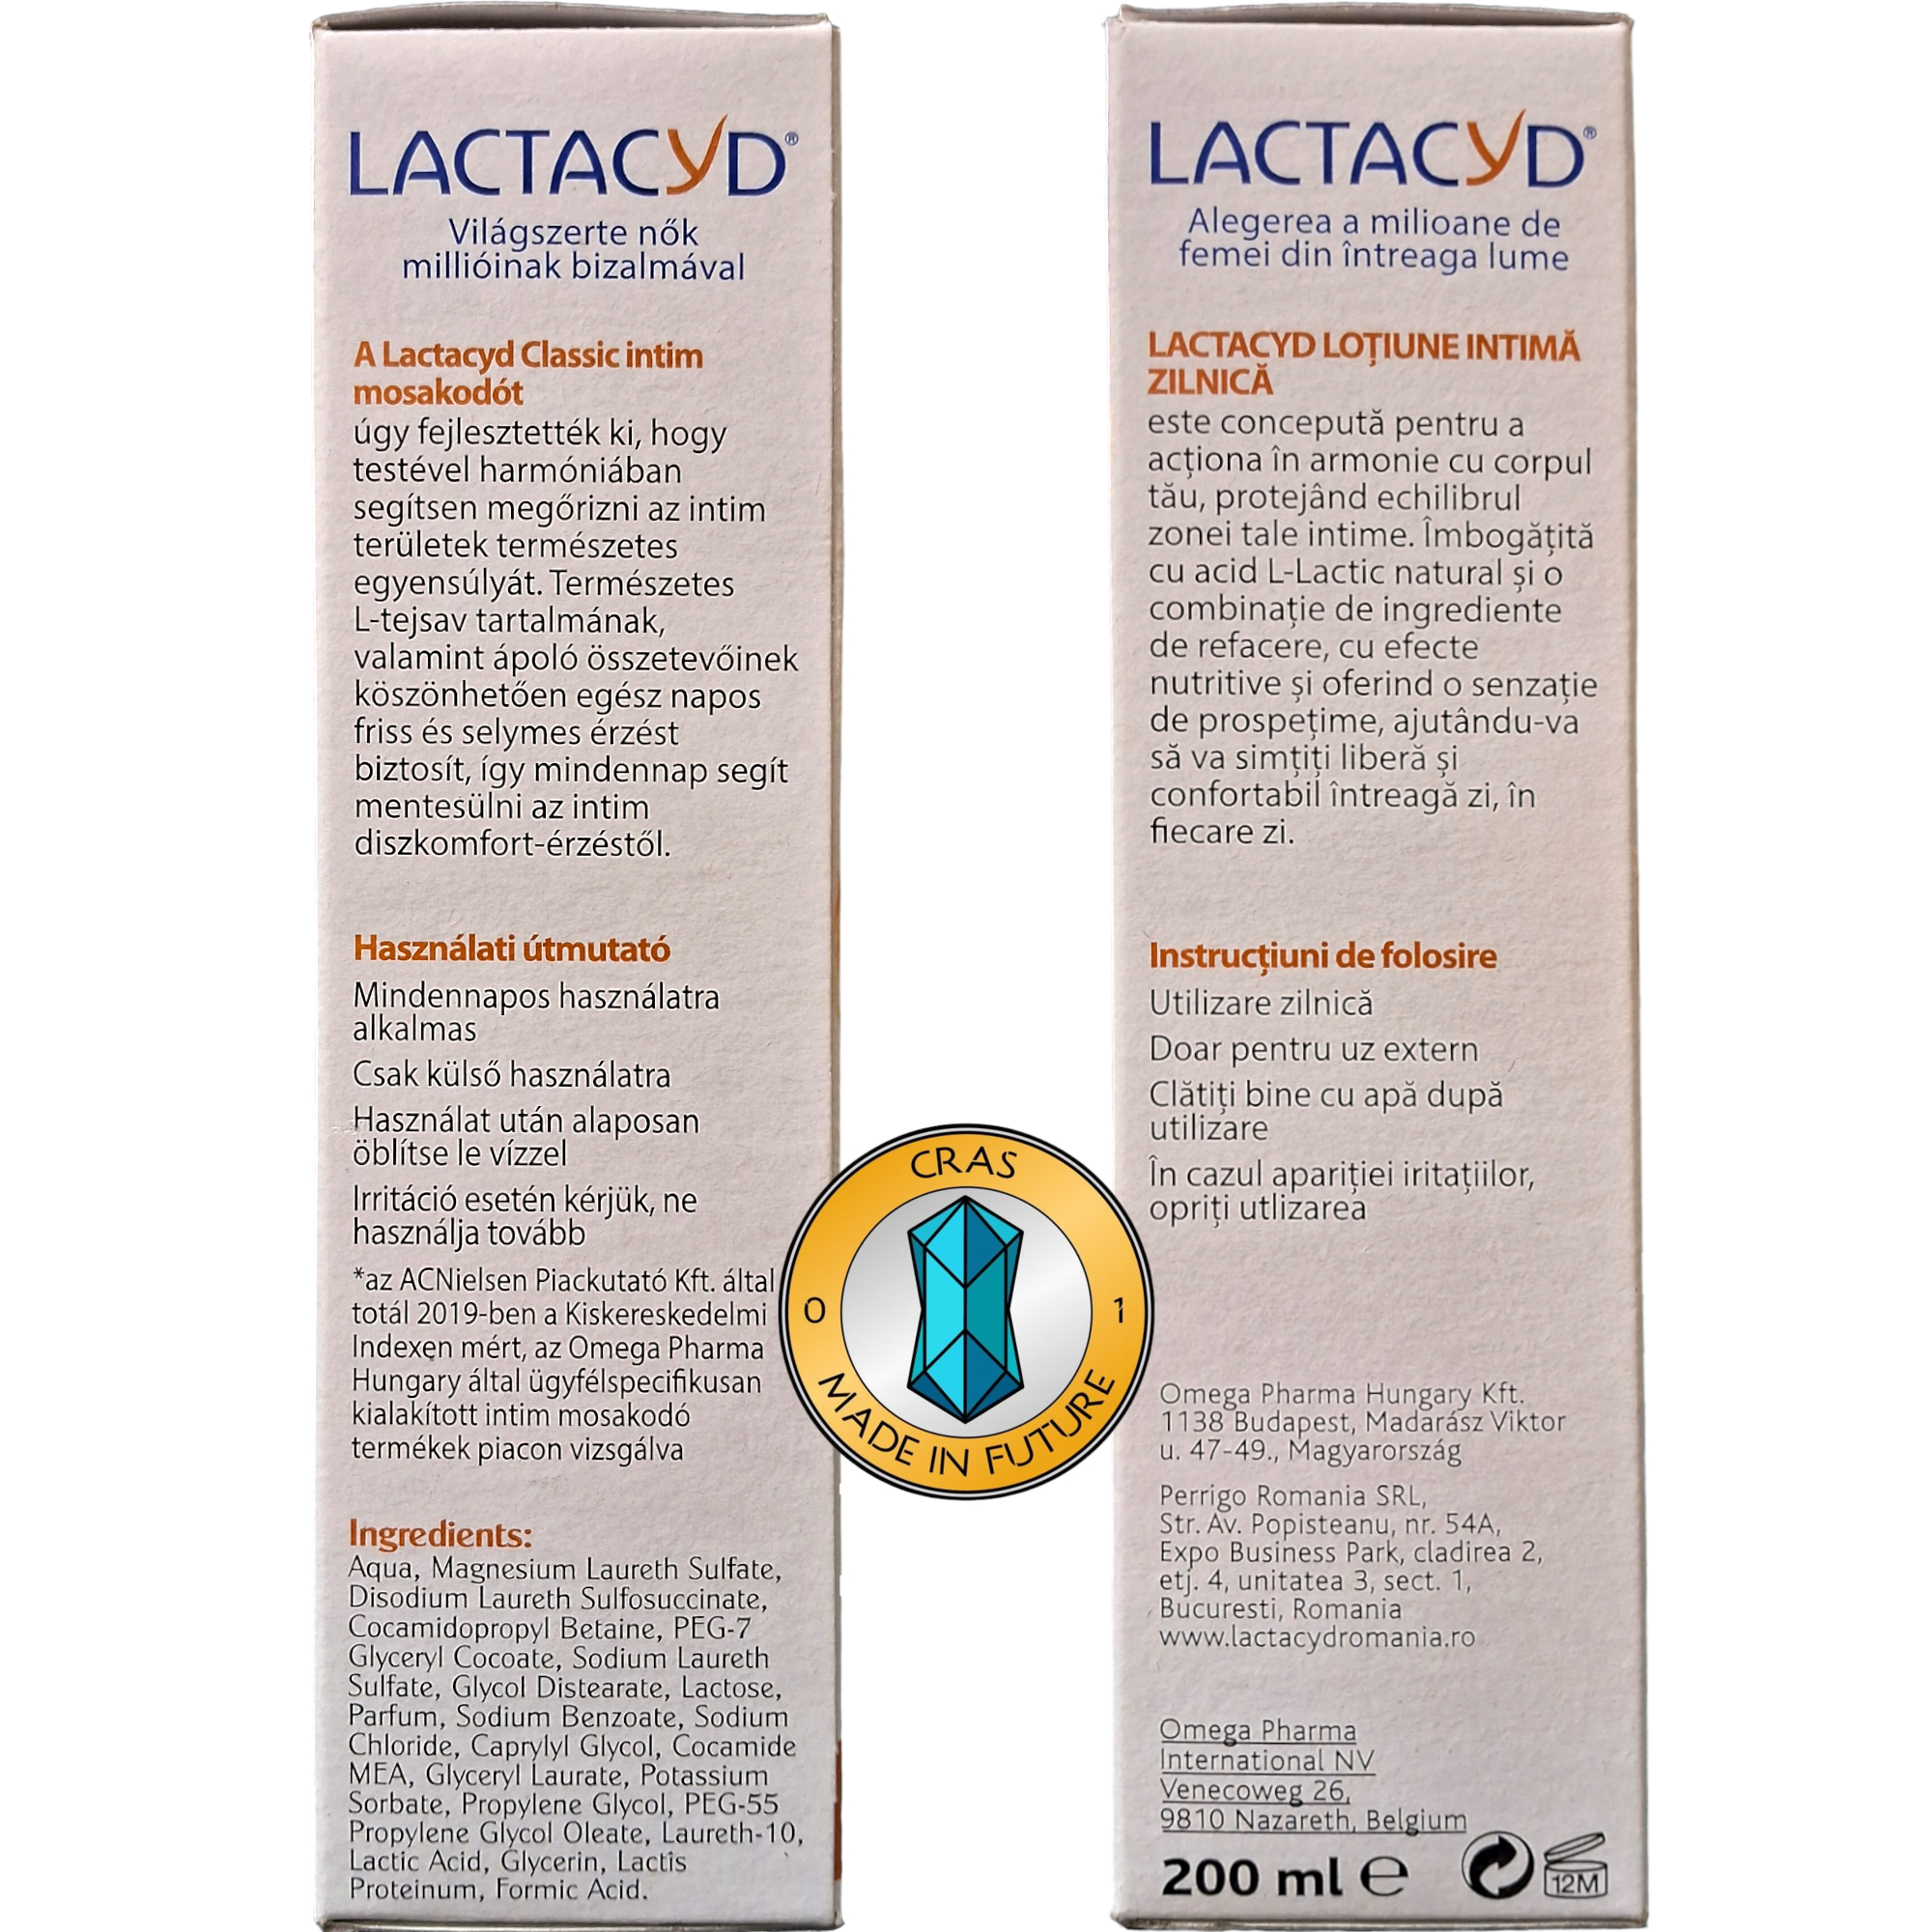 LACTACYD®
Világszerte nők
millióinak bizalmával
A Lactacyd Classic intim
mosakodót
úgy fejlesztették ki, hogy
testével harmóniában
segítsen megőrizni az intim
területek természetes
egyensúlyát. Természetes
L-tejsav tartalmának,
valamint ápoló összetevőinek
köszönhetően egész napos
friss és selymes érzést
biztosít, így mindennap segít
mentesülni az intim
diszkomfort-érzéstől.
Használati útmutató
Mindennapos használatra
alkalmas
Csak külső használatra
Használat után alaposan
öblítse le vízzel
Irritáció esetén kérjük, ne
használja tovább
*az ACNielsen Piackutató Kft. által
totál 2019-ben a Kiskereskedelmi
Indexen mért, az Omega Pharma
Hungary által ügyfélspecifikusan
kialakított intim mosakodó
termékek piacon vizsgálva
Ingredients:
Aqua, Magnesium Laureth Sulfate,
Disodium Laureth Sulfosuccinate,
Cocamidopropyl Betaine, PEG-7
Glyceryl Cocoate, Sodium Laureth
Sulfate, Glycol Distearate, Lactose,
Parfum, Sodium Benzoate, Sodium
Chloride, Caprylyl Glycol, Cocamide
MEA, Glyceryl Laurate, Potassium
Sorbate, Propylene Glycol, PEG-55
Propylene Glycol Oleate, Laureth-10,
Lactic Acid, Glycerin, Lactis
Proteinum, Formic Acid.
CRAS
0 1
MADE IN FUTURE
LACTACYD®
Alegerea a milioane de
femei din întreaga lume
LACTACYD LOȚIUNE INTIMĂ
ZILNICĂ
este concepută pentru a
acționa în armonie cu corpul
tău, protejând echilibrul
zonei tale intime. Îmbogățită
cu acid L-Lactic natural și o
combinație de ingrediente
de refacere, cu efecte
nutritive și oferind o senzație
de prospețime, ajutându-va
să va simțiți liberă și
confortabil întreagă zi, în
fiecare zi.
Instrucțiuni de folosire
Utilizare zilnică
Doar pentru uz extern
Clătiți bine cu apă după
utilizare
În cazul apariției iritațiilor,
opriți utlizarea
Omega Pharma Hungary Kft.
1138 Budapest, Madarász Viktor
u. 47-49., Magyarország
Perrigo Romania SRL,
Str. Av. Popisteanu, nr. 54A,
Expo Business Park, cladirea 2,
etj. 4, unitatea 3, sect. 1,
Bucuresti, Romania
www.lactacydromania.ro
Omega Pharma
International NV
Venecoweg 26,
9810 Nazareth, Belgium
200 ml ℮
12M